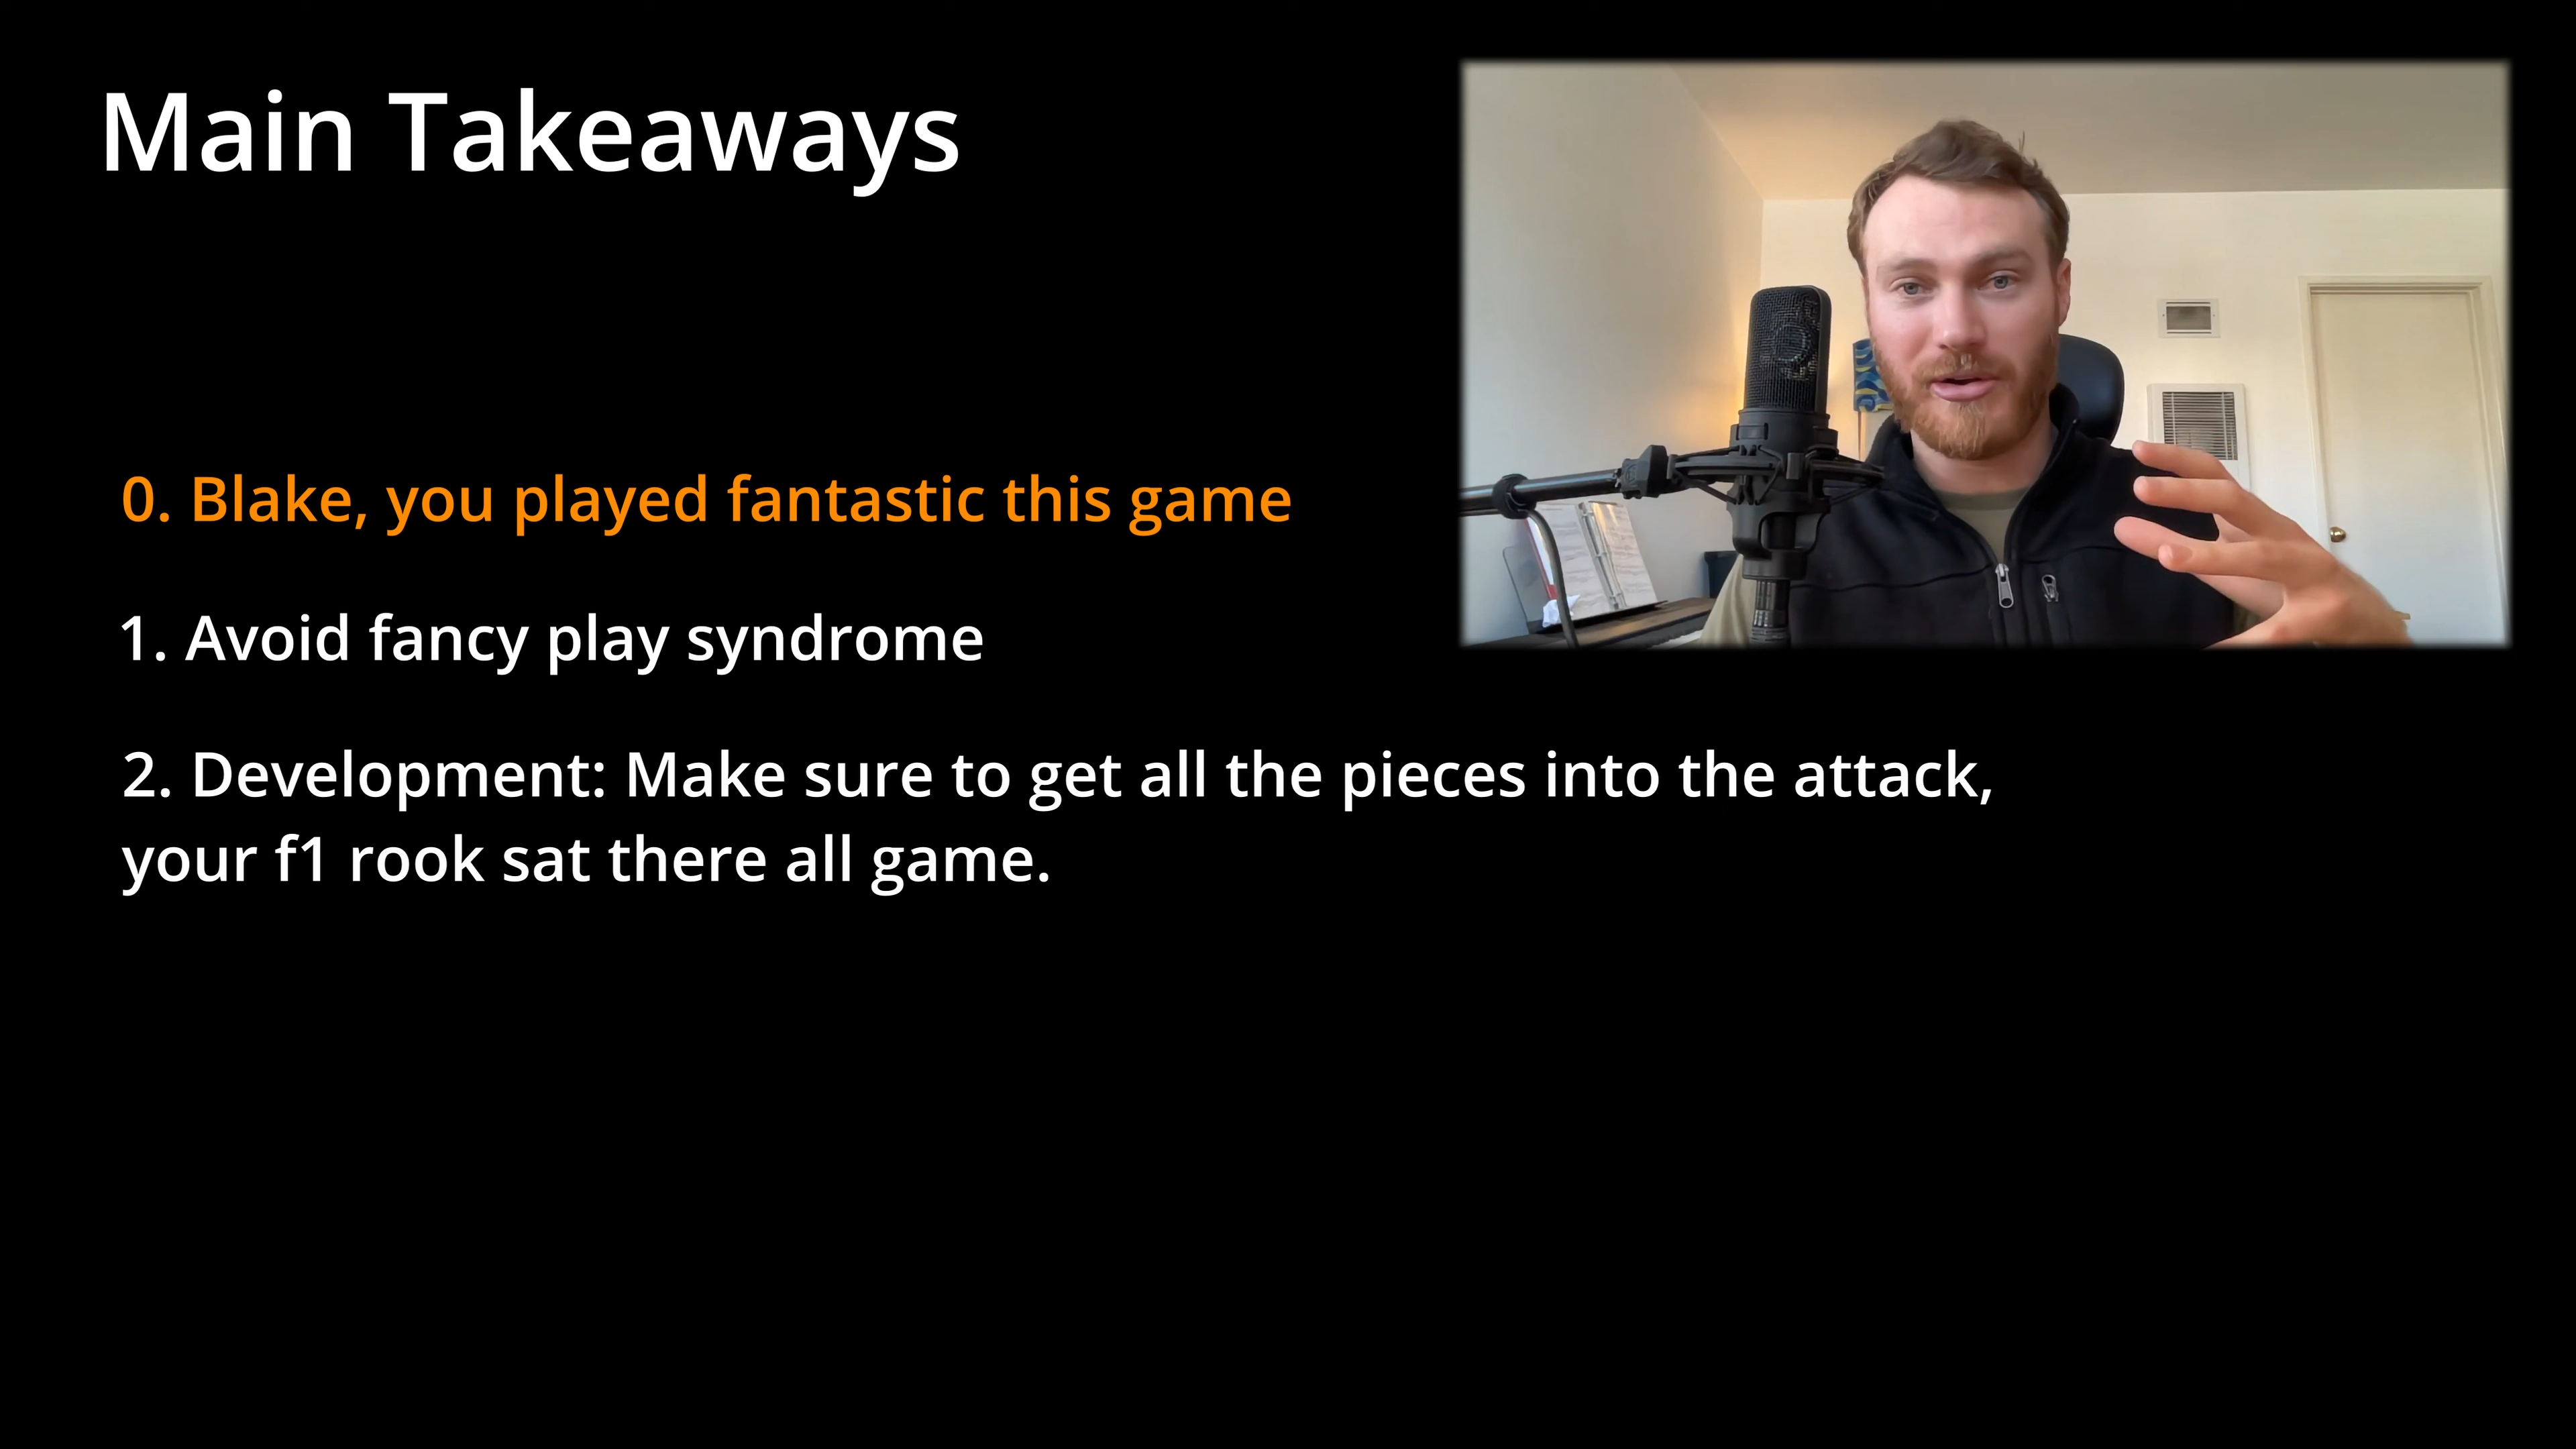 Main Takeaways
0. Blake, you played fantastic this game
1. Avoid fancy play syndrome
2. Development: Make sure to get all the pieces into the attack,
your f1 rook sat there all game.